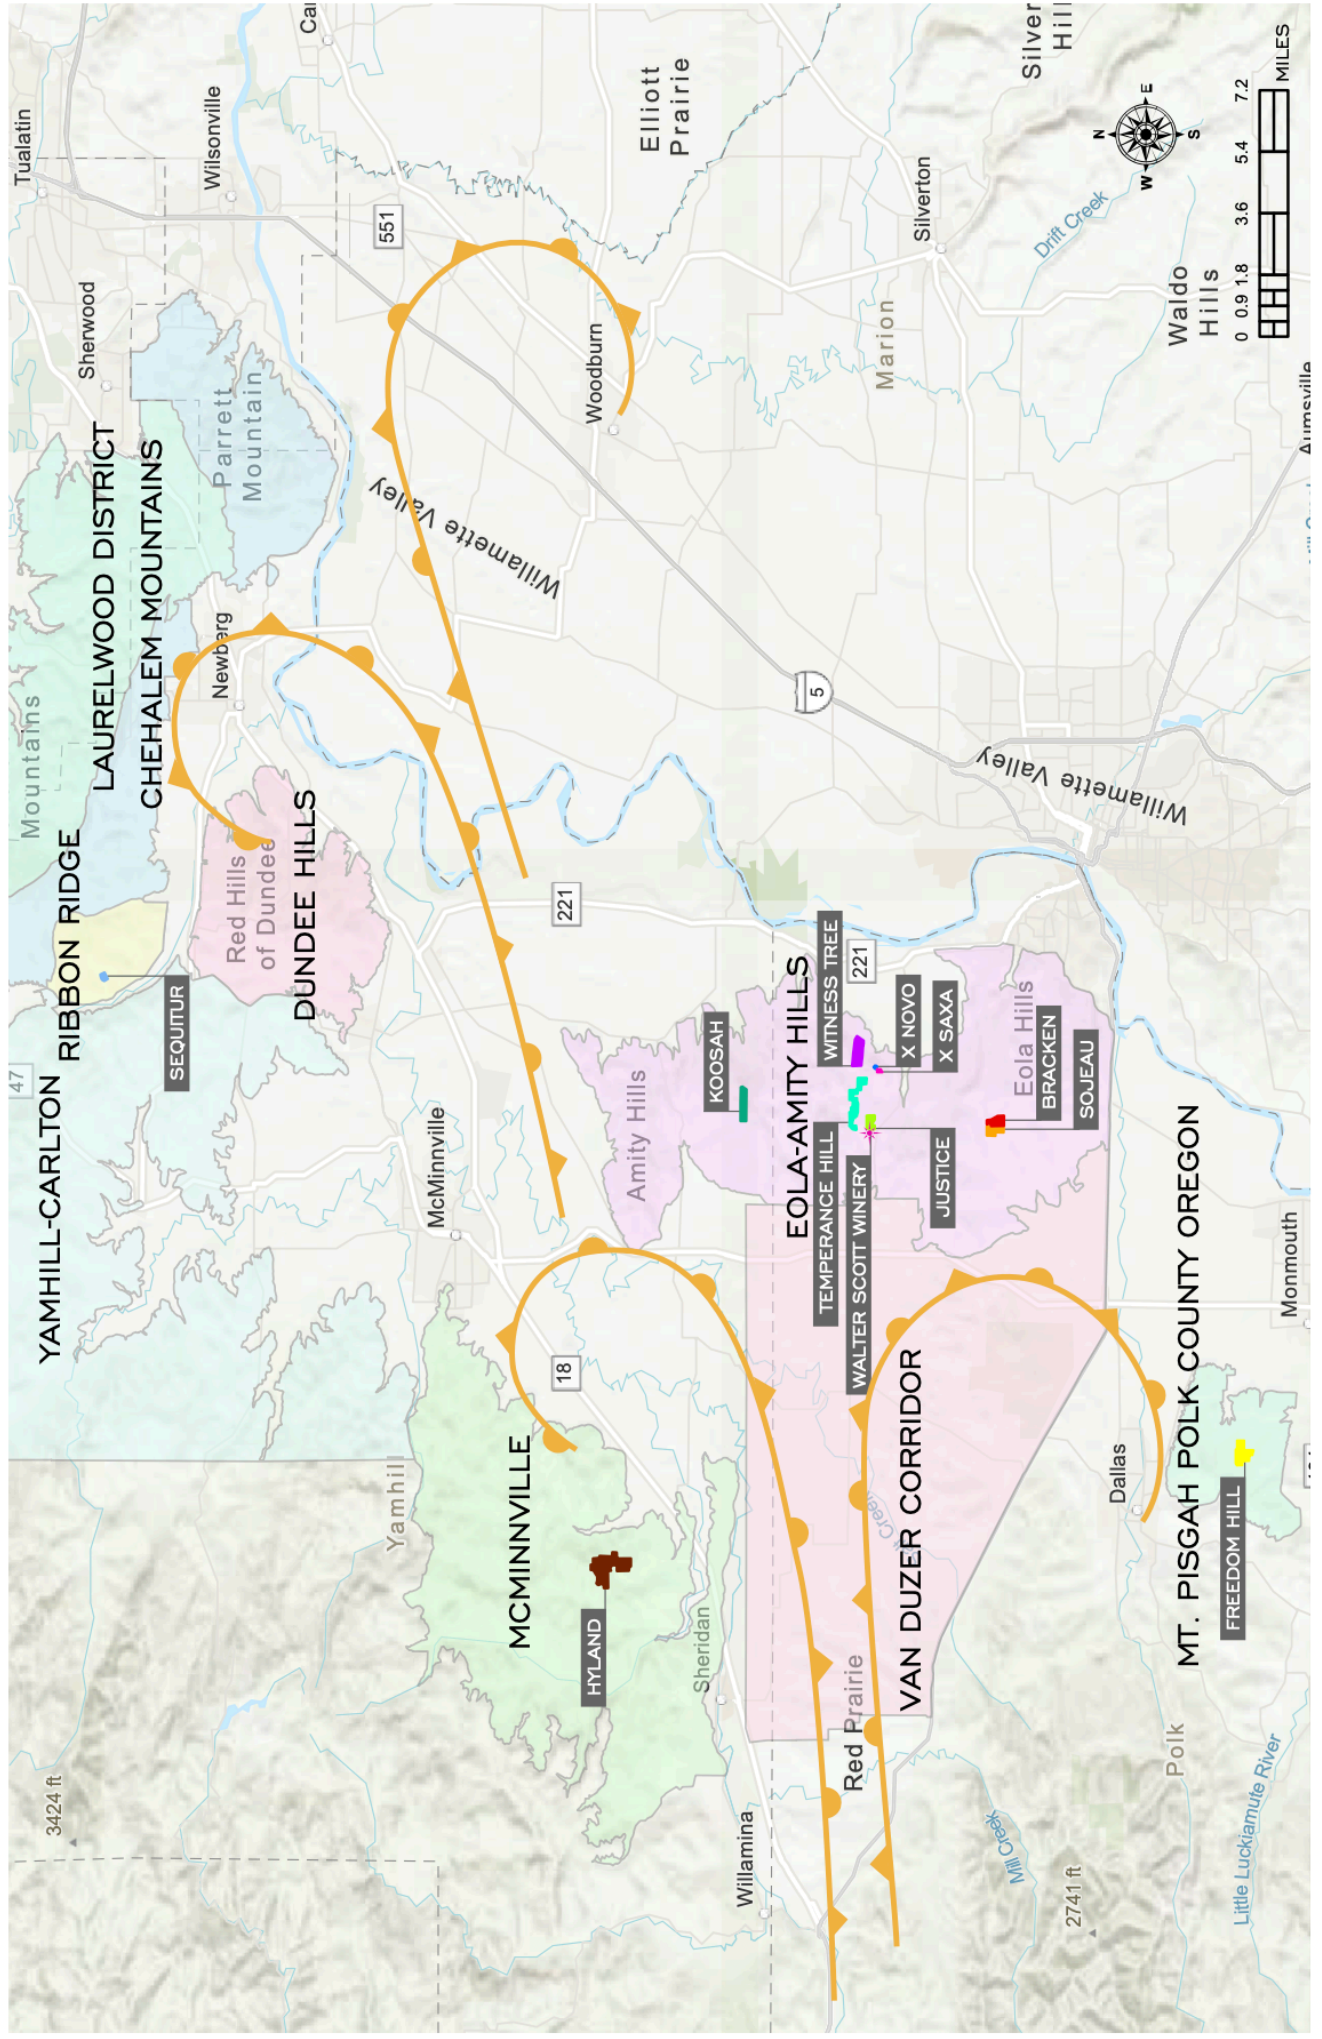 3424 ft
47
Mountains
Tualatin
YAMHILL-CARLTON
RIBBON RIDGE
LAURELWOOD DISTRICT
CHEHALEM MOUNTAINS
Sherwood
SEQUITUR
Newberg
Parrett
Mountain
Wilsonville
Red Hills
of Dundee
DUNDEE HILLS
551
Yamhill
McMinnville
Willamette Valley
MCMINNVILLE
18
221
HYLAND
Woodburn
Elliott
Prairie
Amity Hills
Sheridan
KOOSAH
Willamina
EOLA-AMITY HILLS
TEMPERANCE HILL
WITNESS TREE
5
Red Prairie
WALTER SCOTT WINERY
221
Marion
Creek
VAN DUZER CORRIDOR
X NOVO
Silverton
JUSTICE
X SAXA
Mill Creek
Eola Hills
Willamette Valley
BRACKEN
Silver
Hill
2741 ft
SOJEAU
Drift Creek
Dallas
N
E
S
W
Polk
MT. PISGAH POLK COUNTY OREGON
Waldo
Hills
FREEDOM HILL
Little Luckiamute River
0 0.9 1.8 3.6 5.4 7.2
MILES
Monmouth
Aumsville